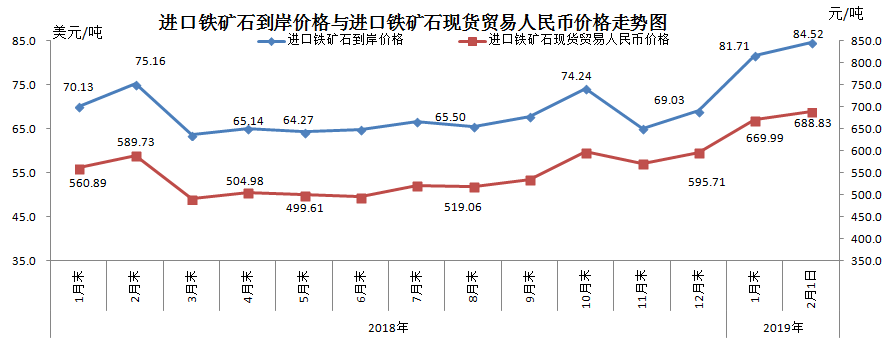 进口铁矿石到岸价格与进口铁矿石现货贸易人民币价格走势图
美元/吨
元/吨
进口铁矿石到岸价格
进口铁矿石现货贸易人民币价格
85.0
75.0
65.0
55.0
45.0
35.0
850.0
800.0
750.0
700.0
650.0
600.0
550.0
500.0
450.0
400.0
350.0
70.13
75.16
65.14
64.27
65.50
74.24
69.03
81.71
84.52
560.89
589.73
504.98
499.61
519.06
595.71
669.99
688.83
1月末
2月末
3月末
4月末
5月末
6月末
7月末
8月末
9月末
10月末
11月末
12月末
1月末
2月1日
2018年
2019年